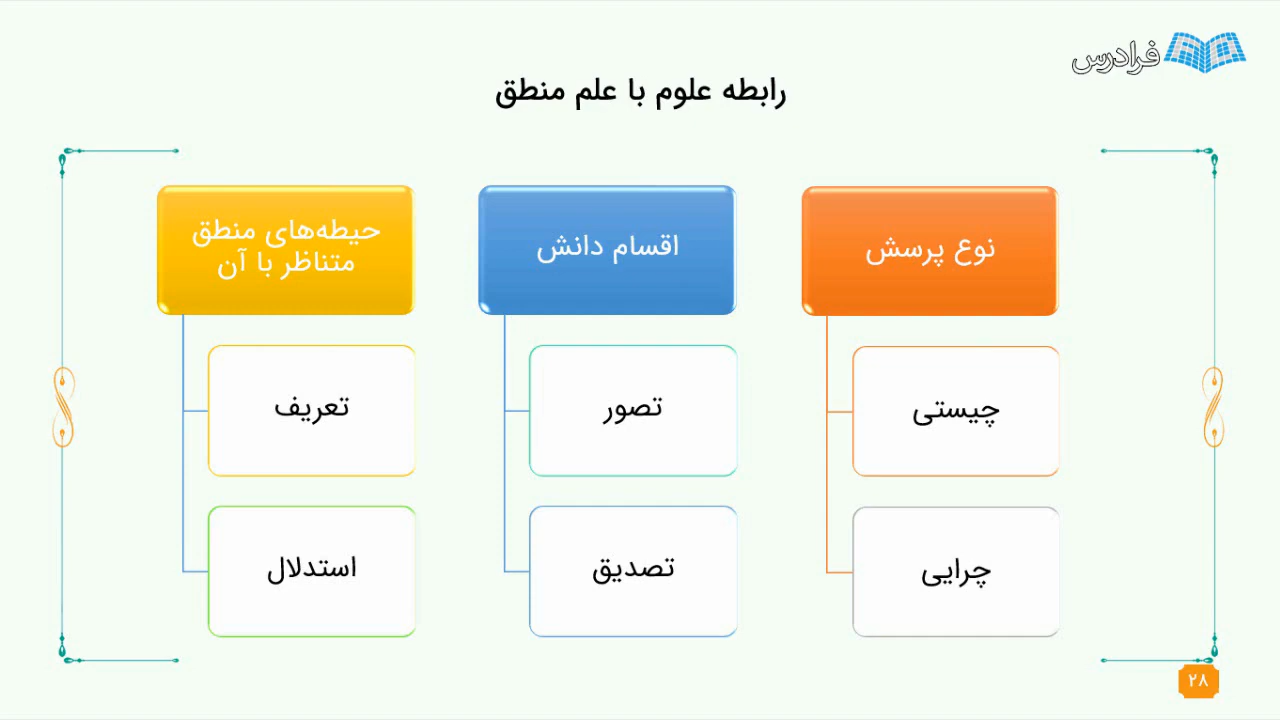 فرادرس
رابطه علوم با علم منطق
نوع پرسش
چیستی
چرایی
اقسام دانش
تصور
تصدیق
حیطه‌های منطق
متناظر با آن
تعریف
استدلال
۲۸